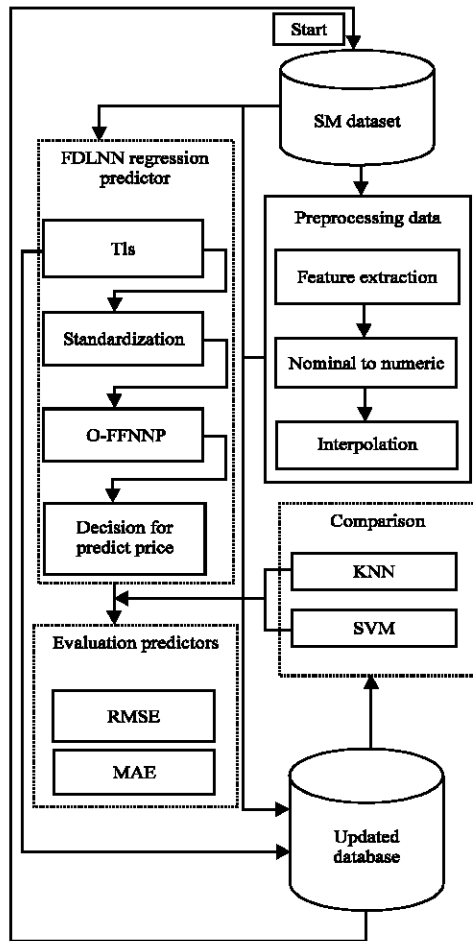 Start
SM dataset
FDLNN regression
predictor
TIs
Standardization
O-FFNNP
Decision for
predict price
Preprocessing data
Feature extraction
Nominal to numeric
Interpolation
Comparison
KNN
SVM
Evaluation predictors
RMSE
MAE
Updated
database